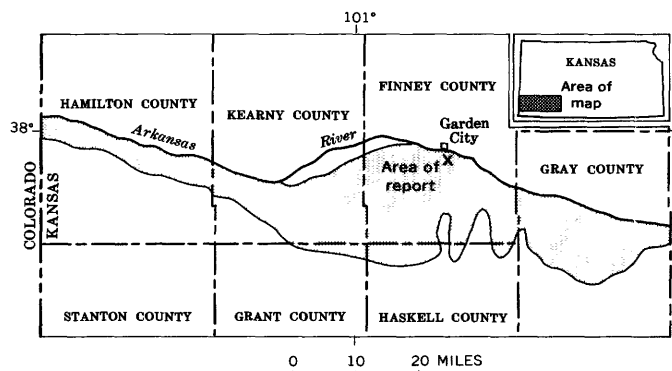 101°
KANSAS
Area of
map
FINNEY COUNTY
HAMILTON COUNTY
KEARNY COUNTY
38°
Arkansas
River
Garden
City
X
Area of
report
GRAY COUNTY
COLORADO
KANSAS
STANTON COUNTY
GRANT COUNTY
HASKELL COUNTY
0 10 20 MILES